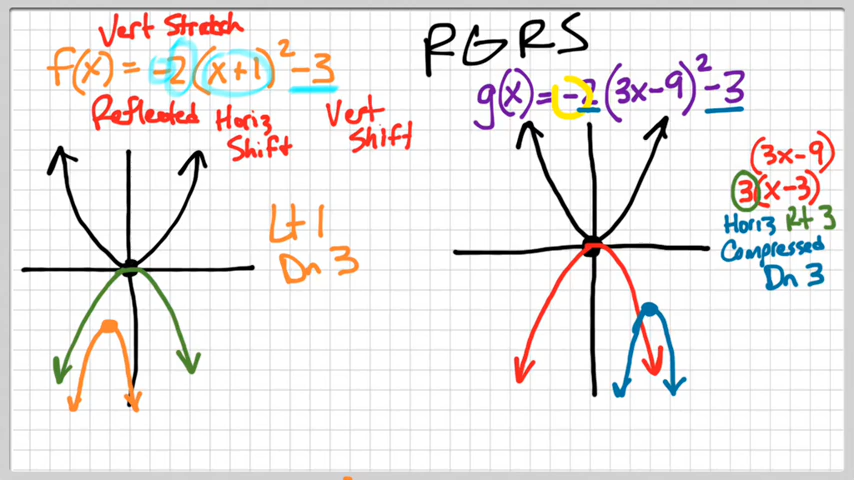 Vert Stretch
f(x) = -2(x+1)² -3
Reflected Horiz Shift
Vert Shift
Lt 1
Dn 3
RGRS
g(x) = -2(3x-9)² -3
(3x-9)
3(x-3)
Horiz Rt 3
Compressed
Dn 3